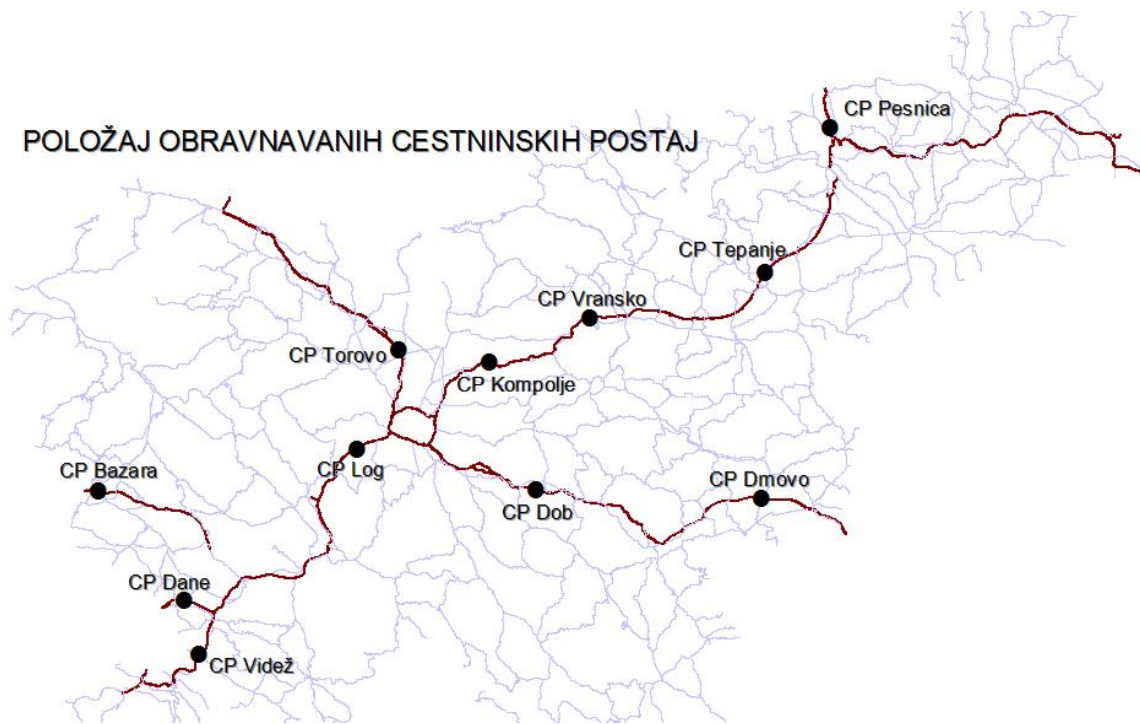 CP Pesnica
POLOŽAJ OBRAVNAVANIH CESTNINSKIH POSTAJ
CP Tepanje
CP Vransko
CP Torovo
CP Kompolje
CP Bazara
CP Log
CP Drnovo
CP Dob
CP Dane
CP Videž